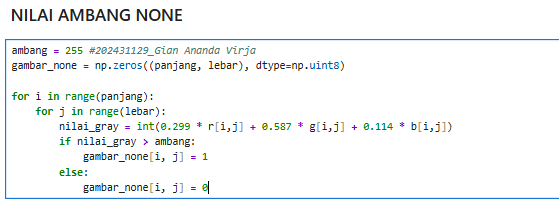 NILAI AMBANG NONE
ambang = 255 #202431129_Gian Ananda Virja
gambar_none = np.zeros((panjang, lebar), dtype=np.uint8)
for i in range(panjang):
    for j in range(lebar):
        nilai_gray = int(0.299 * r[i,j] + 0.587 * g[i,j] + 0.114 * b[i,j])
        if nilai_gray > ambang:
            gambar_none[i, j] = 1
        else:
            gambar_none[i, j] = 0